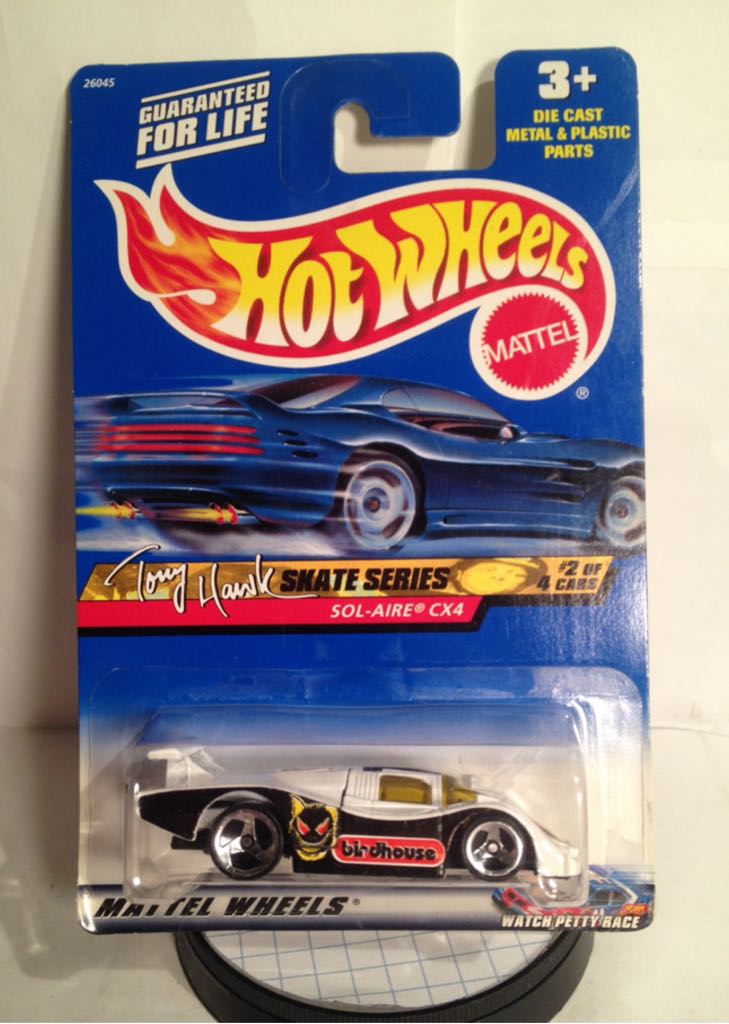 26045
GUARANTEED
FOR LIFE
3+
DIE CAST
METAL & PLASTIC
PARTS
HOT WHEELS
MATTEL
®
Tony Hawk SKATE SERIES
#2 OF
4 CARS
SOL-AIRE® CX4
birdhouse
MATTEL WHEELS®
WATCH PETTY RACE